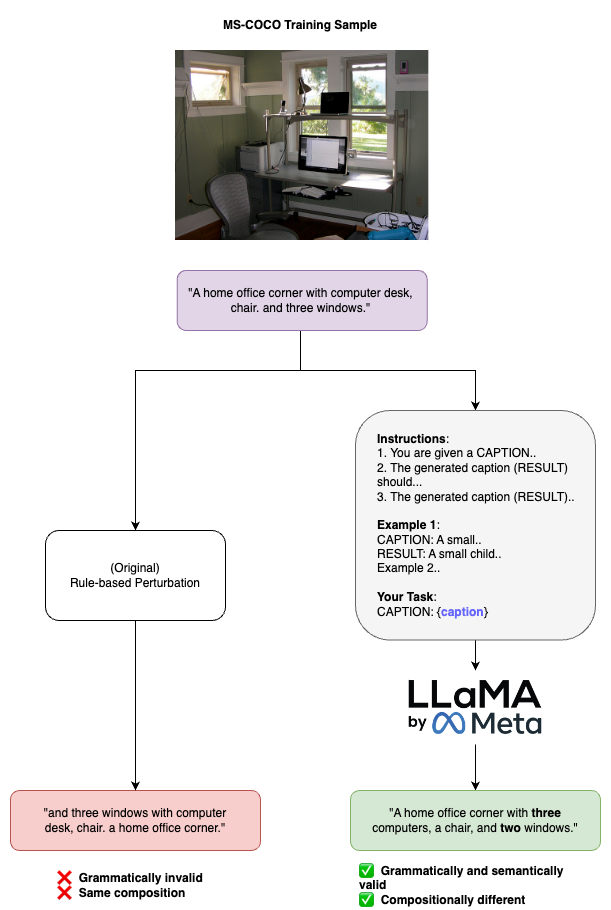 MS-COCO Training Sample
"A home office corner with computer desk,
chair. and three windows."
Instructions:
1. You are given a CAPTION..
2. The generated caption (RESULT)
should...
3. The generated caption (RESULT)..
Example 1:
CAPTION: A small..
RESULT: A small child..
Example 2..
Your Task:
CAPTION: {caption}
(Original)
Rule-based Perturbation
LLaMA
by Meta
"and three windows with computer
desk, chair. a home office corner."
❌ Grammatically invalid
❌ Same composition
"A home office corner with three
computers, a chair, and two windows."
✅ Grammatically and semantically
valid
✅ Compositionally different